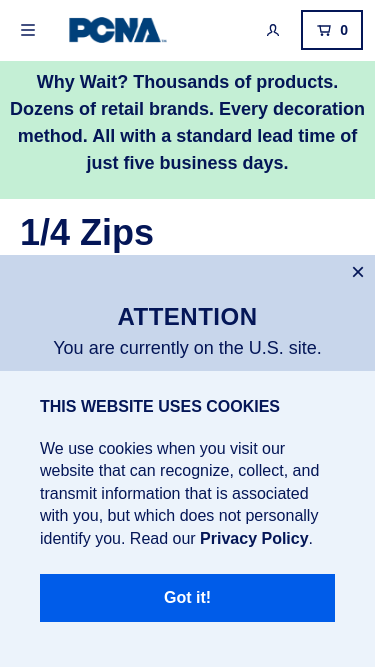 PCNA
0
Why Wait? Thousands of products.
Dozens of retail brands. Every decoration
method. All with a standard lead time of
just five business days.
1/4 Zips
ATTENTION
You are currently on the U.S. site.
THIS WEBSITE USES COOKIES
We use cookies when you visit our
website that can recognize, collect, and
transmit information that is associated
with you, but which does not personally
identify you. Read our Privacy Policy.
Got it!